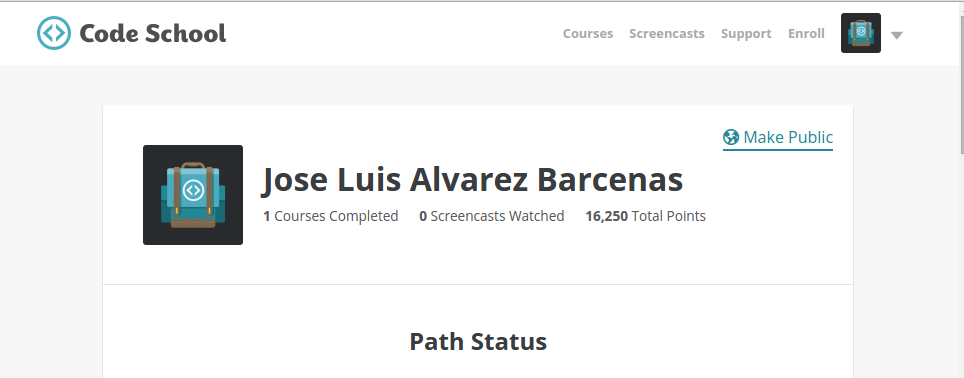 Code School
Courses Screencasts Support Enroll
Make Public
Jose Luis Alvarez Barcenas
1 Courses Completed 0 Screencasts Watched 16,250 Total Points
Path Status